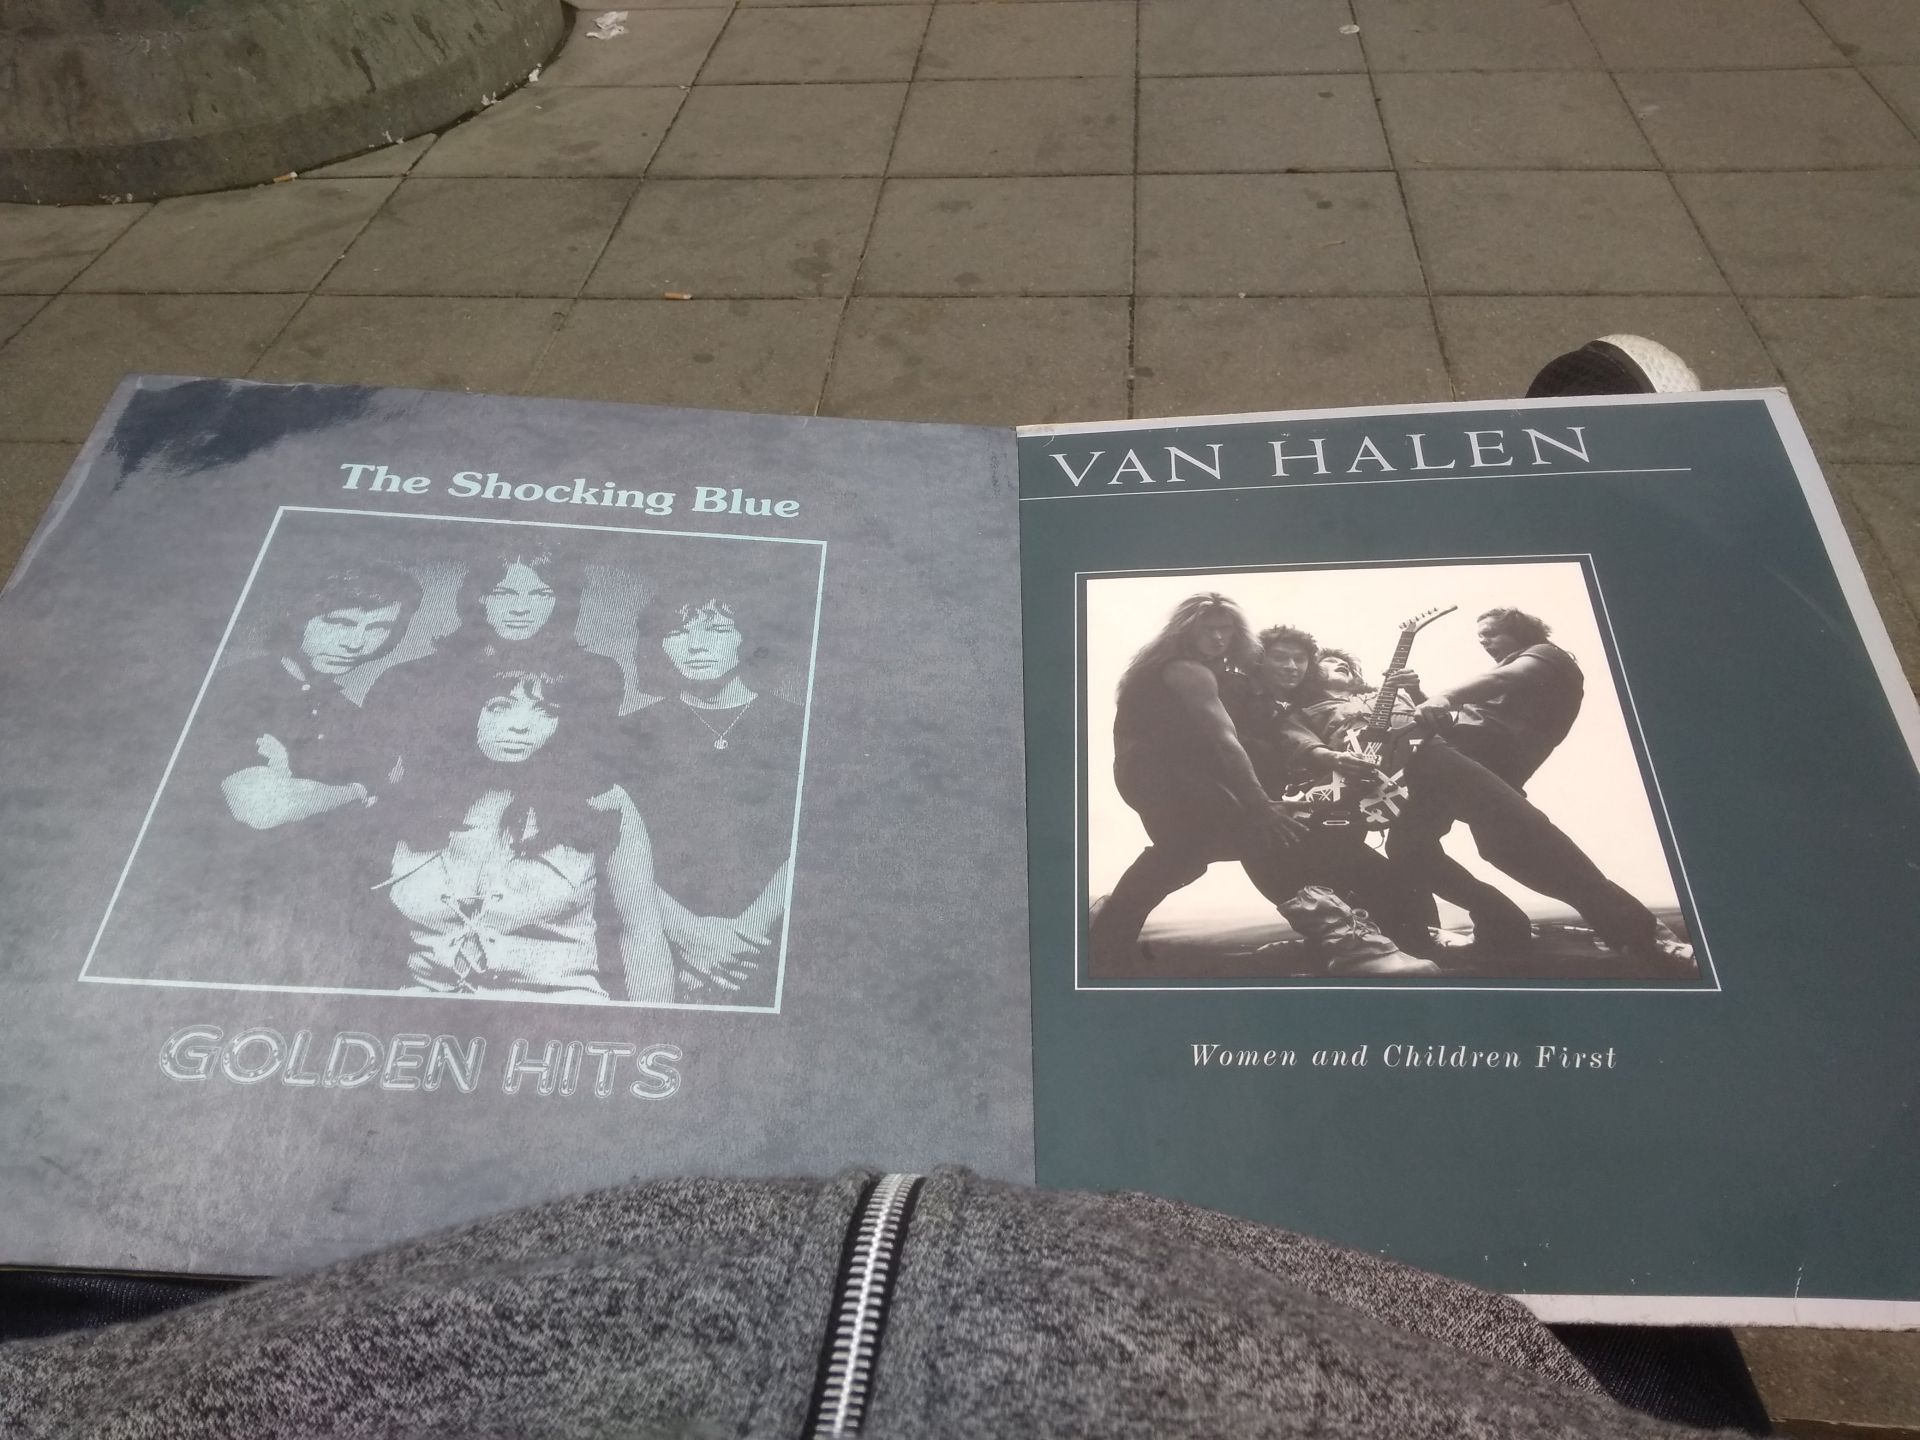 The Shocking Blue
GOLDEN HITS
VAN HALEN
Women and Children First